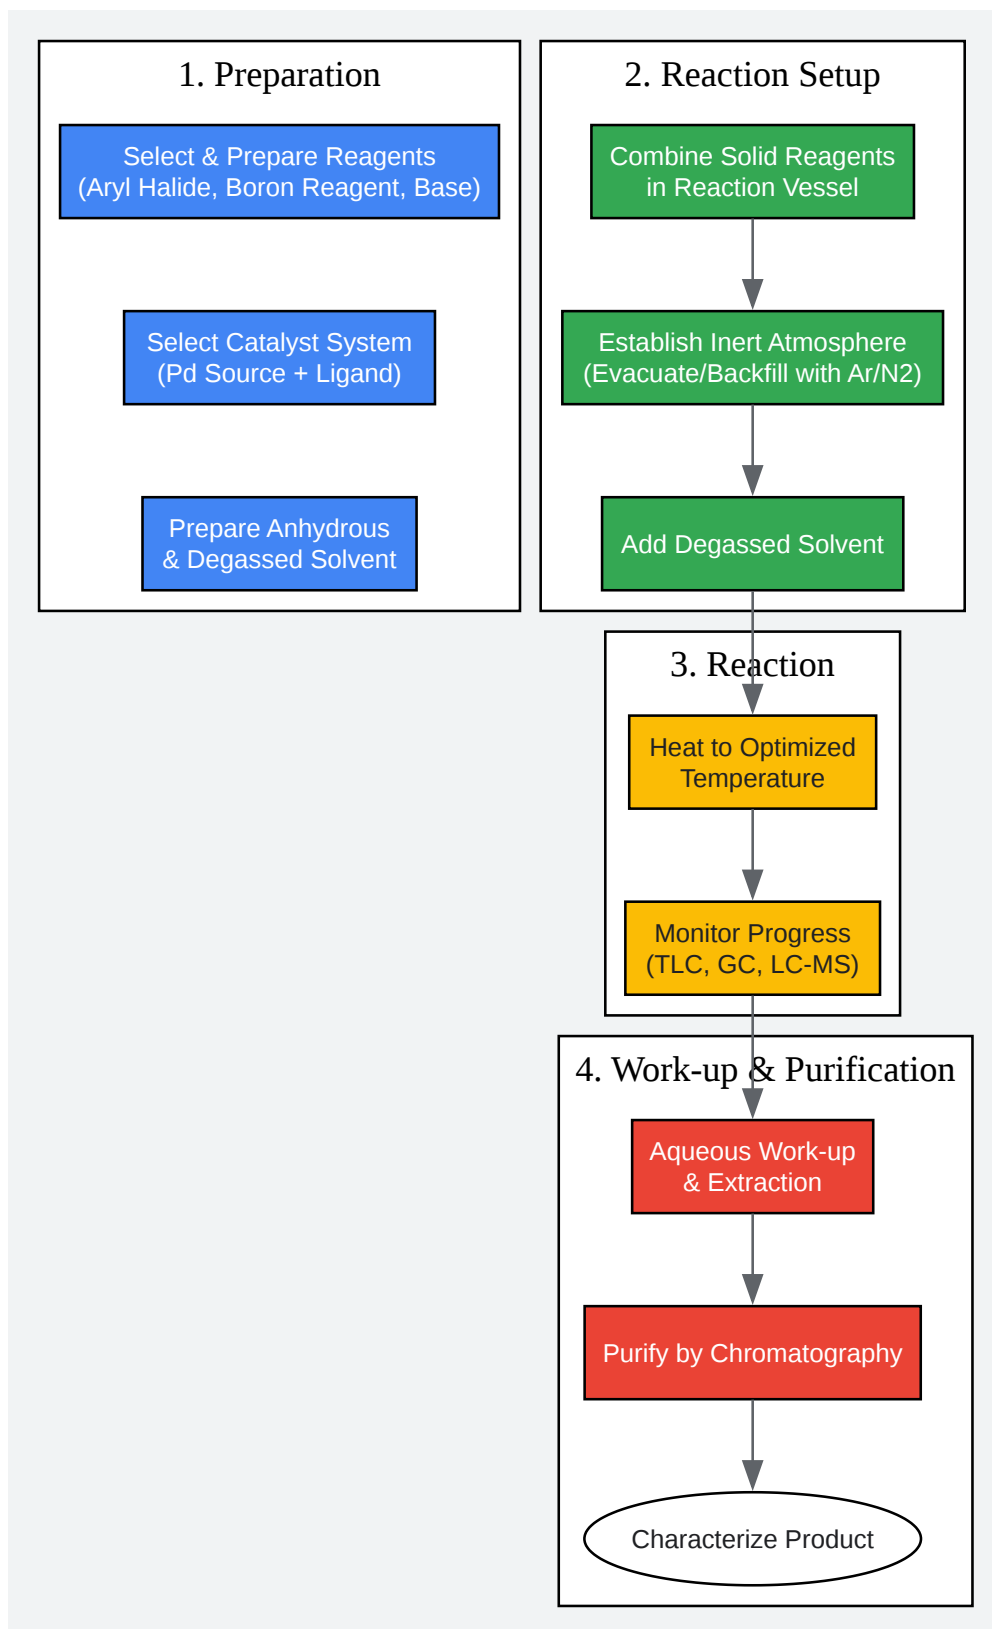 1. Preparation
Select & Prepare Reagents
(Aryl Halide, Boron Reagent, Base)
Select Catalyst System
(Pd Source + Ligand)
Prepare Anhydrous
& Degassed Solvent
2. Reaction Setup
Combine Solid Reagents
in Reaction Vessel
Establish Inert Atmosphere
(Evacuate/Backfill with Ar/N2)
Add Degassed Solvent
3. Reaction
Heat to Optimized
Temperature
Monitor Progress
(TLC, GC, LC-MS)
4. Work-up & Purification
Aqueous Work-up
& Extraction
Purify by Chromatography
Characterize Product